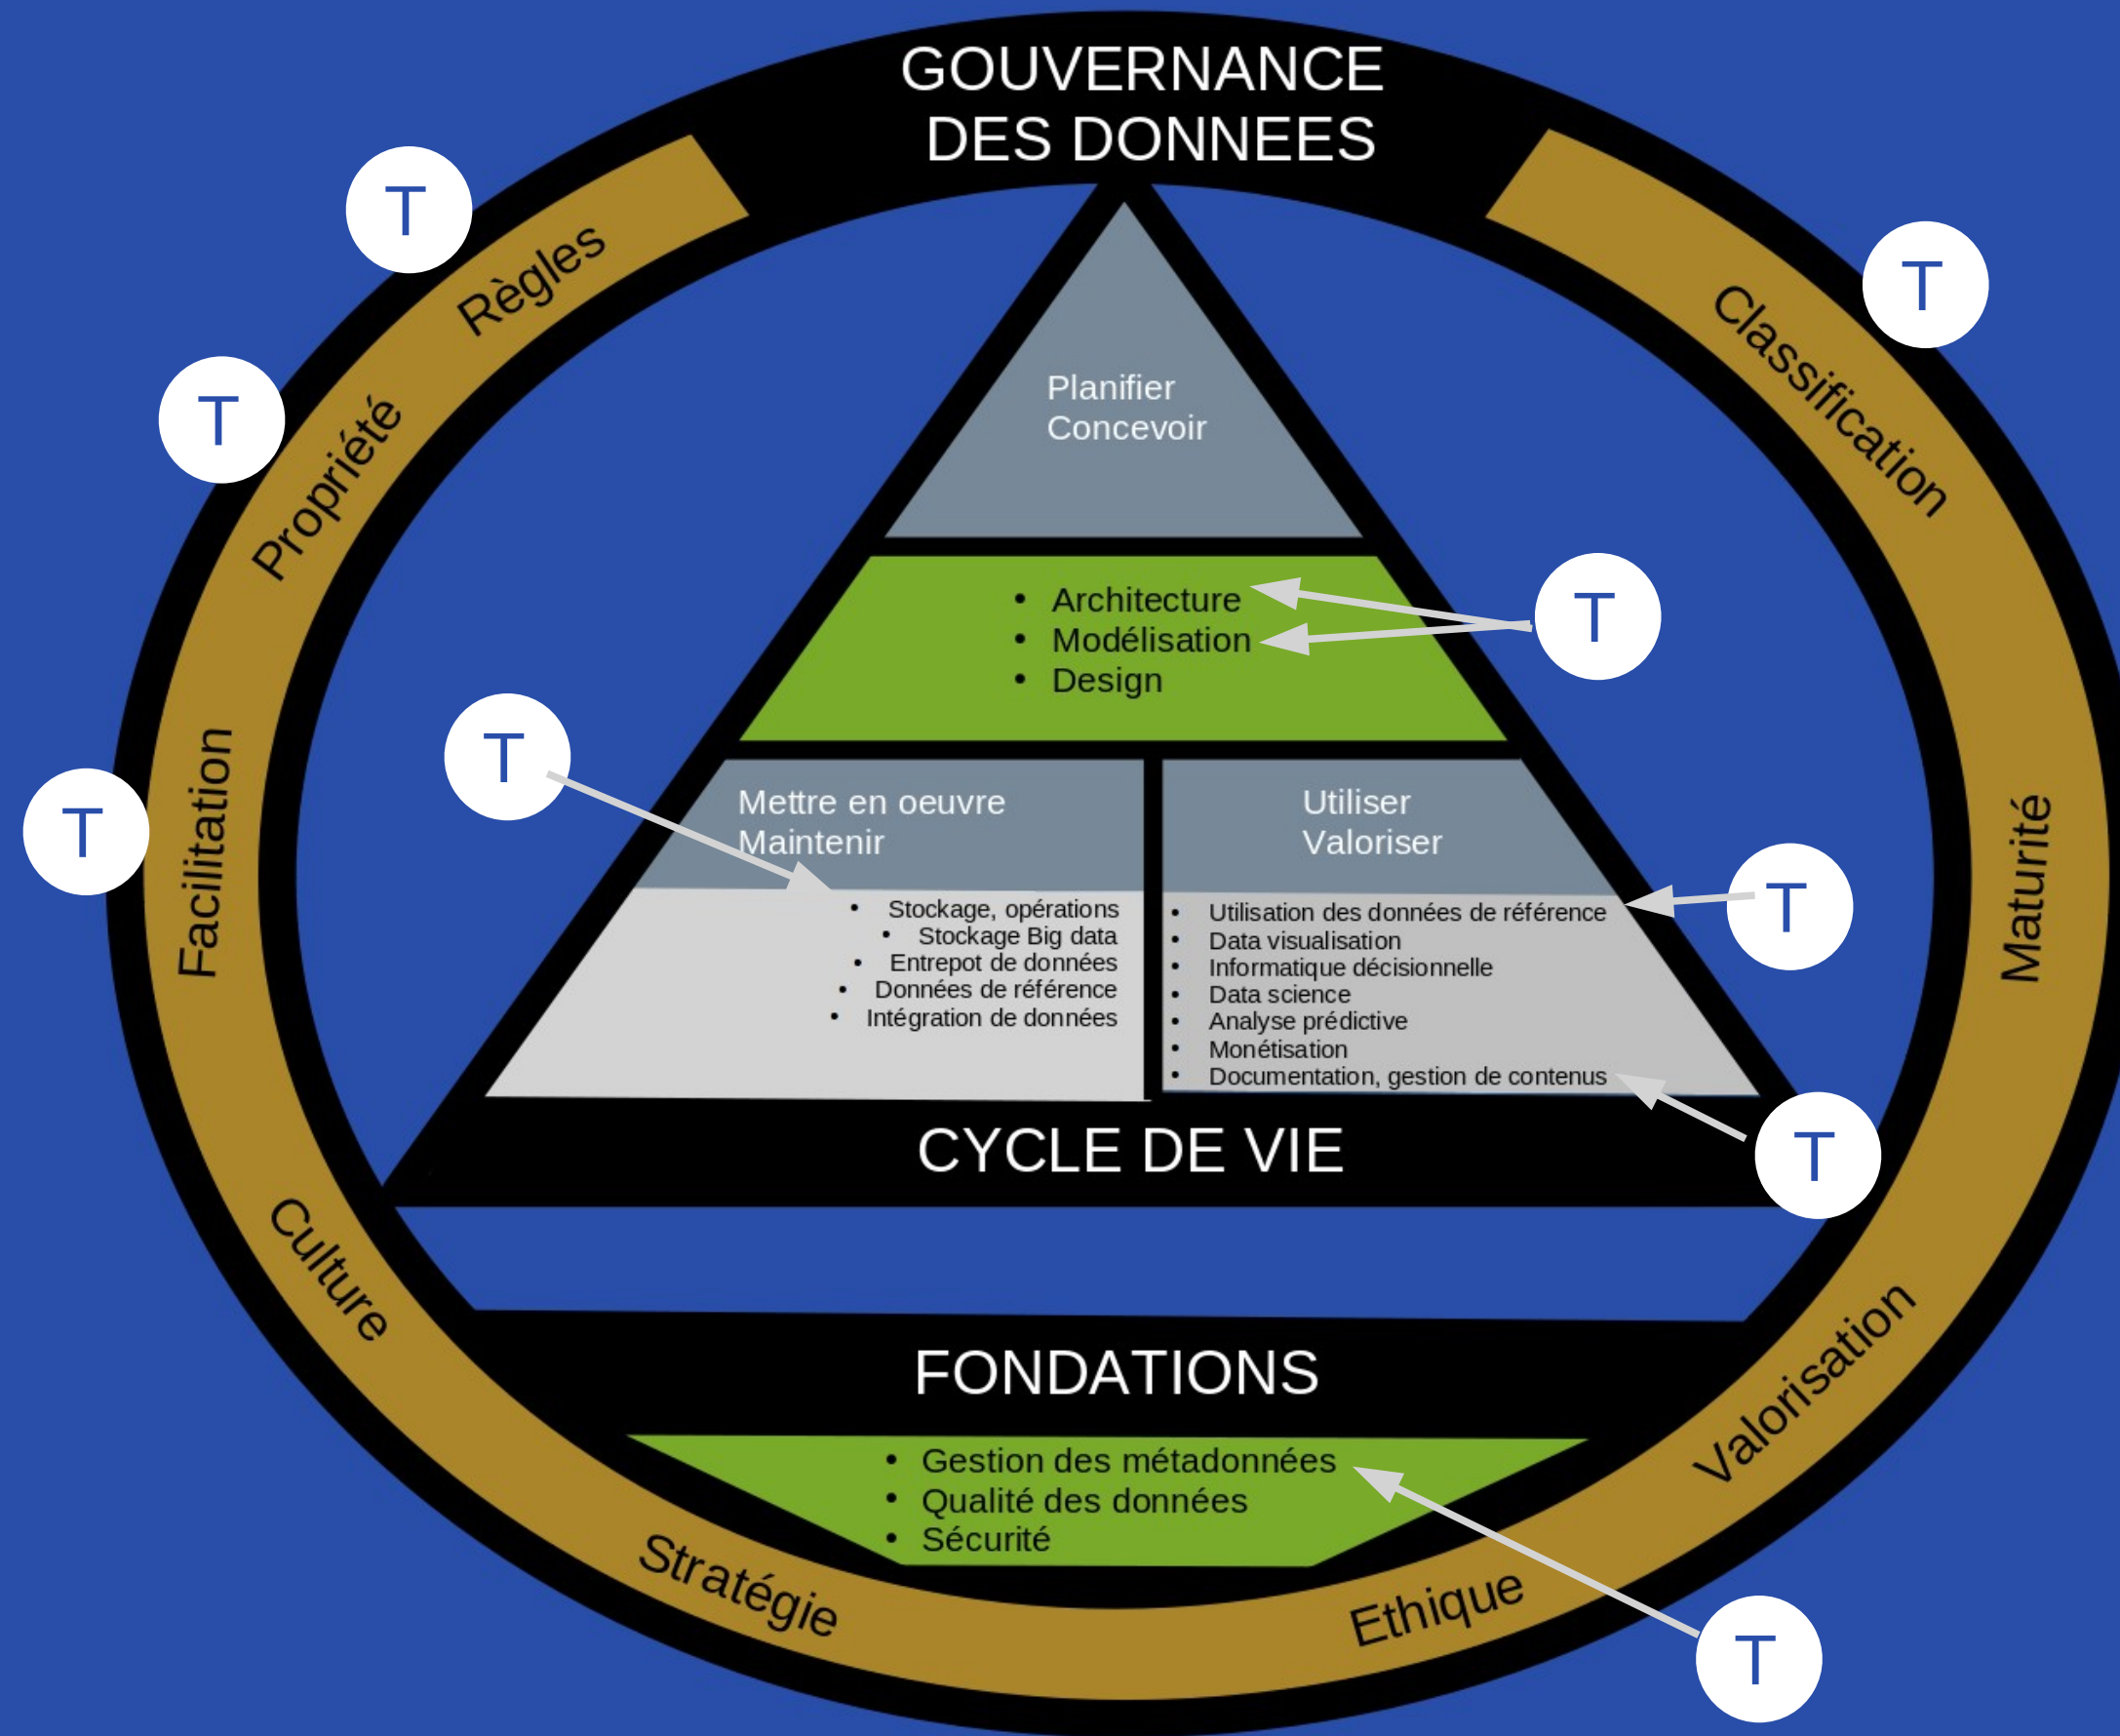 GOUVERNANCE
DES DONNEES
T
Règles
T
Classification
T
Propriété
Planifier
Concevoir
• Architecture
• Modélisation
• Design
T
T
T
Facilitation
Mettre en oeuvre
Maintenir
Utiliser
Valoriser
T
Maturité
• Stockage, opérations
• Stockage Big data
• Entrepot de données
• Données de référence
• Intégration de données
• Utilisation des données de référence
• Data visualisation
• Informatique décisionnelle
• Data science
• Analyse prédictive
• Monétisation
• Documentation, gestion de contenus
T
CYCLE DE VIE
Culture
Valorisation
FONDATIONS
• Gestion des métadonnées
• Qualité des données
• Sécurité
Stratégie
Ethique
T